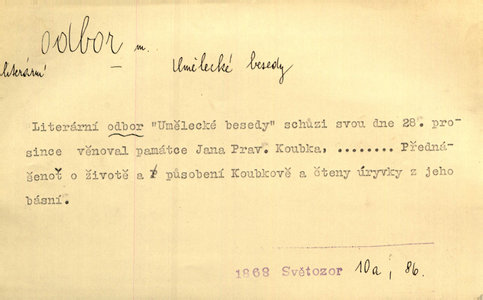 odbor m.
literární Umělecké besedy
Literární odbor "Umělecké besedy" schůzi svou dne 28. pro-
since věnoval památce Jana Prav. Koubka, ........ Předná-
šenoť o životě a působení Koubkově a čteny úryvky z jeho
básní.
1868 Světozor 10a, 86.